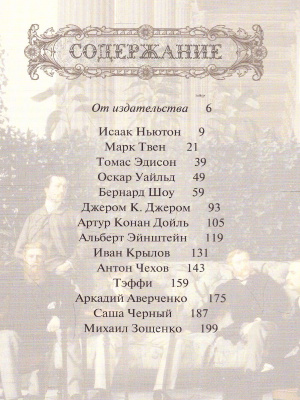 СОДЕРЖАНИЕ
От издательства 6
Исаак Ньютон 9
Марк Твен 21
Томас Эдисон 39
Оскар Уайльд 49
Бернард Шоу 59
Джером К. Джером 93
Артур Конан Дойль 105
Альберт Эйнштейн 119
Иван Крылов 131
Антон Чехов 143
Тэффи 159
Аркадий Аверченко 175
Саша Черный 187
Михаил Зощенко 199